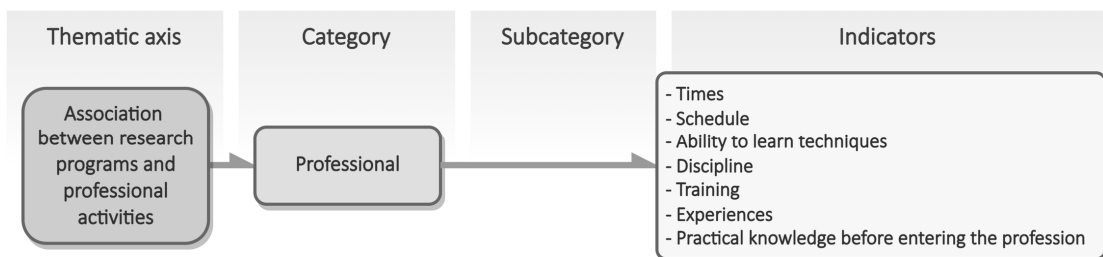 Thematic axis
Category
Subcategory
Indicators
Association
between research
programs and
professional
activities
Professional
- Times
- Schedule
- Ability to learn techniques
- Discipline
- Training
- Experiences
- Practical knowledge before entering the profession